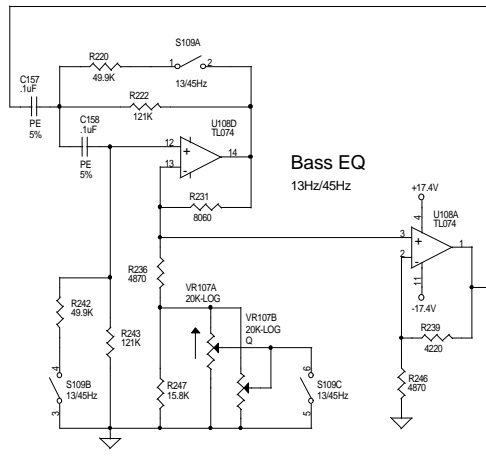 S109A
R220
1
2
49.9K
13/45Hz
C157
.1uF
R222
121K
PE
5%
C158
.1uF
U108D
TL074
12
+
14
13
-
PE
5%
Bass EQ
13Hz/45Hz
R231
8060
+17.4V
4
U108A
TL074
3
+
1
2
-
11
-17.4V
R236
4870
R239
4220
VR107A
20K-LOG
VR107B
20K-LOG
Q
R242
49.9K
R243
121K
R246
4870
4
S109B
13/45Hz
3
R247
15.8K
6
S109C
13/45Hz
5